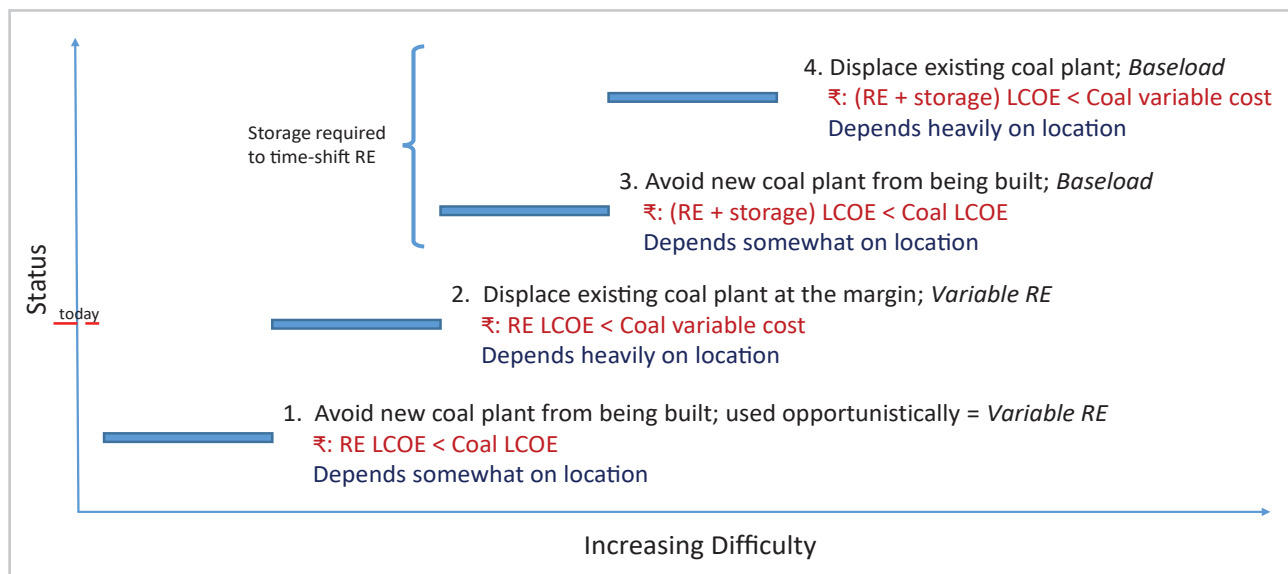 4. Displace existing coal plant; Baseload
₹: (RE + storage) LCOE < Coal variable cost
Depends heavily on location
Storage required
to time-shift RE
3. Avoid new coal plant from being built; Baseload
₹: (RE + storage) LCOE < Coal LCOE
Depends somewhat on location
Status
today
2. Displace existing coal plant at the margin; Variable RE
₹: RE LCOE < Coal variable cost
Depends heavily on location
1. Avoid new coal plant from being built; used opportunistically = Variable RE
₹: RE LCOE < Coal LCOE
Depends somewhat on location
Increasing Difficulty